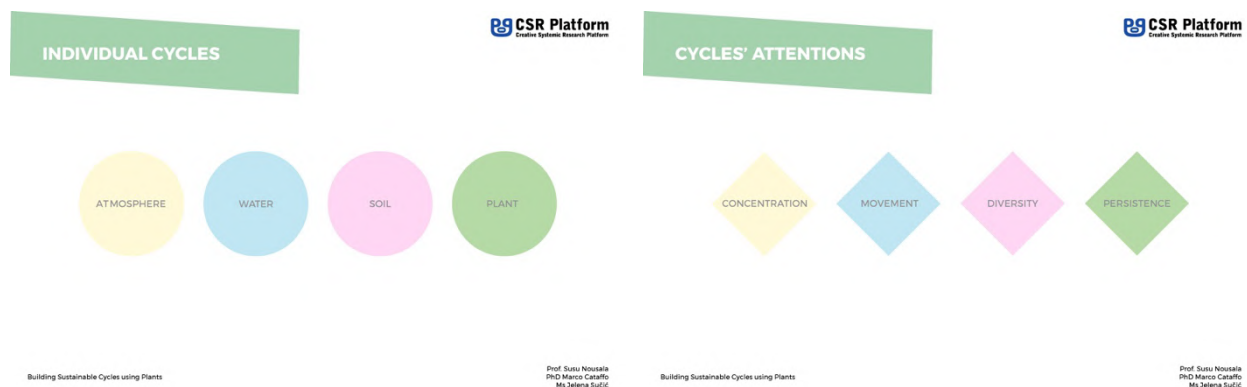 INDIVIDUAL CYCLES
CSR Platform
Creative Systemic Research Platform
ATMOSPHERE
WATER
SOIL
PLANT
Building Sustainable Cycles using Plants
Prof. Susu Nousala
PhD Marco Cataffo
Ms Jelena Sučić
CYCLES' ATTENTIONS
CSR Platform
Creative Systemic Research Platform
CONCENTRATION
MOVEMENT
DIVERSITY
PERSISTENCE
Building Sustainable Cycles using Plants
Prof. Susu Nousala
PhD Marco Cataffo
Ms Jelena Sučić